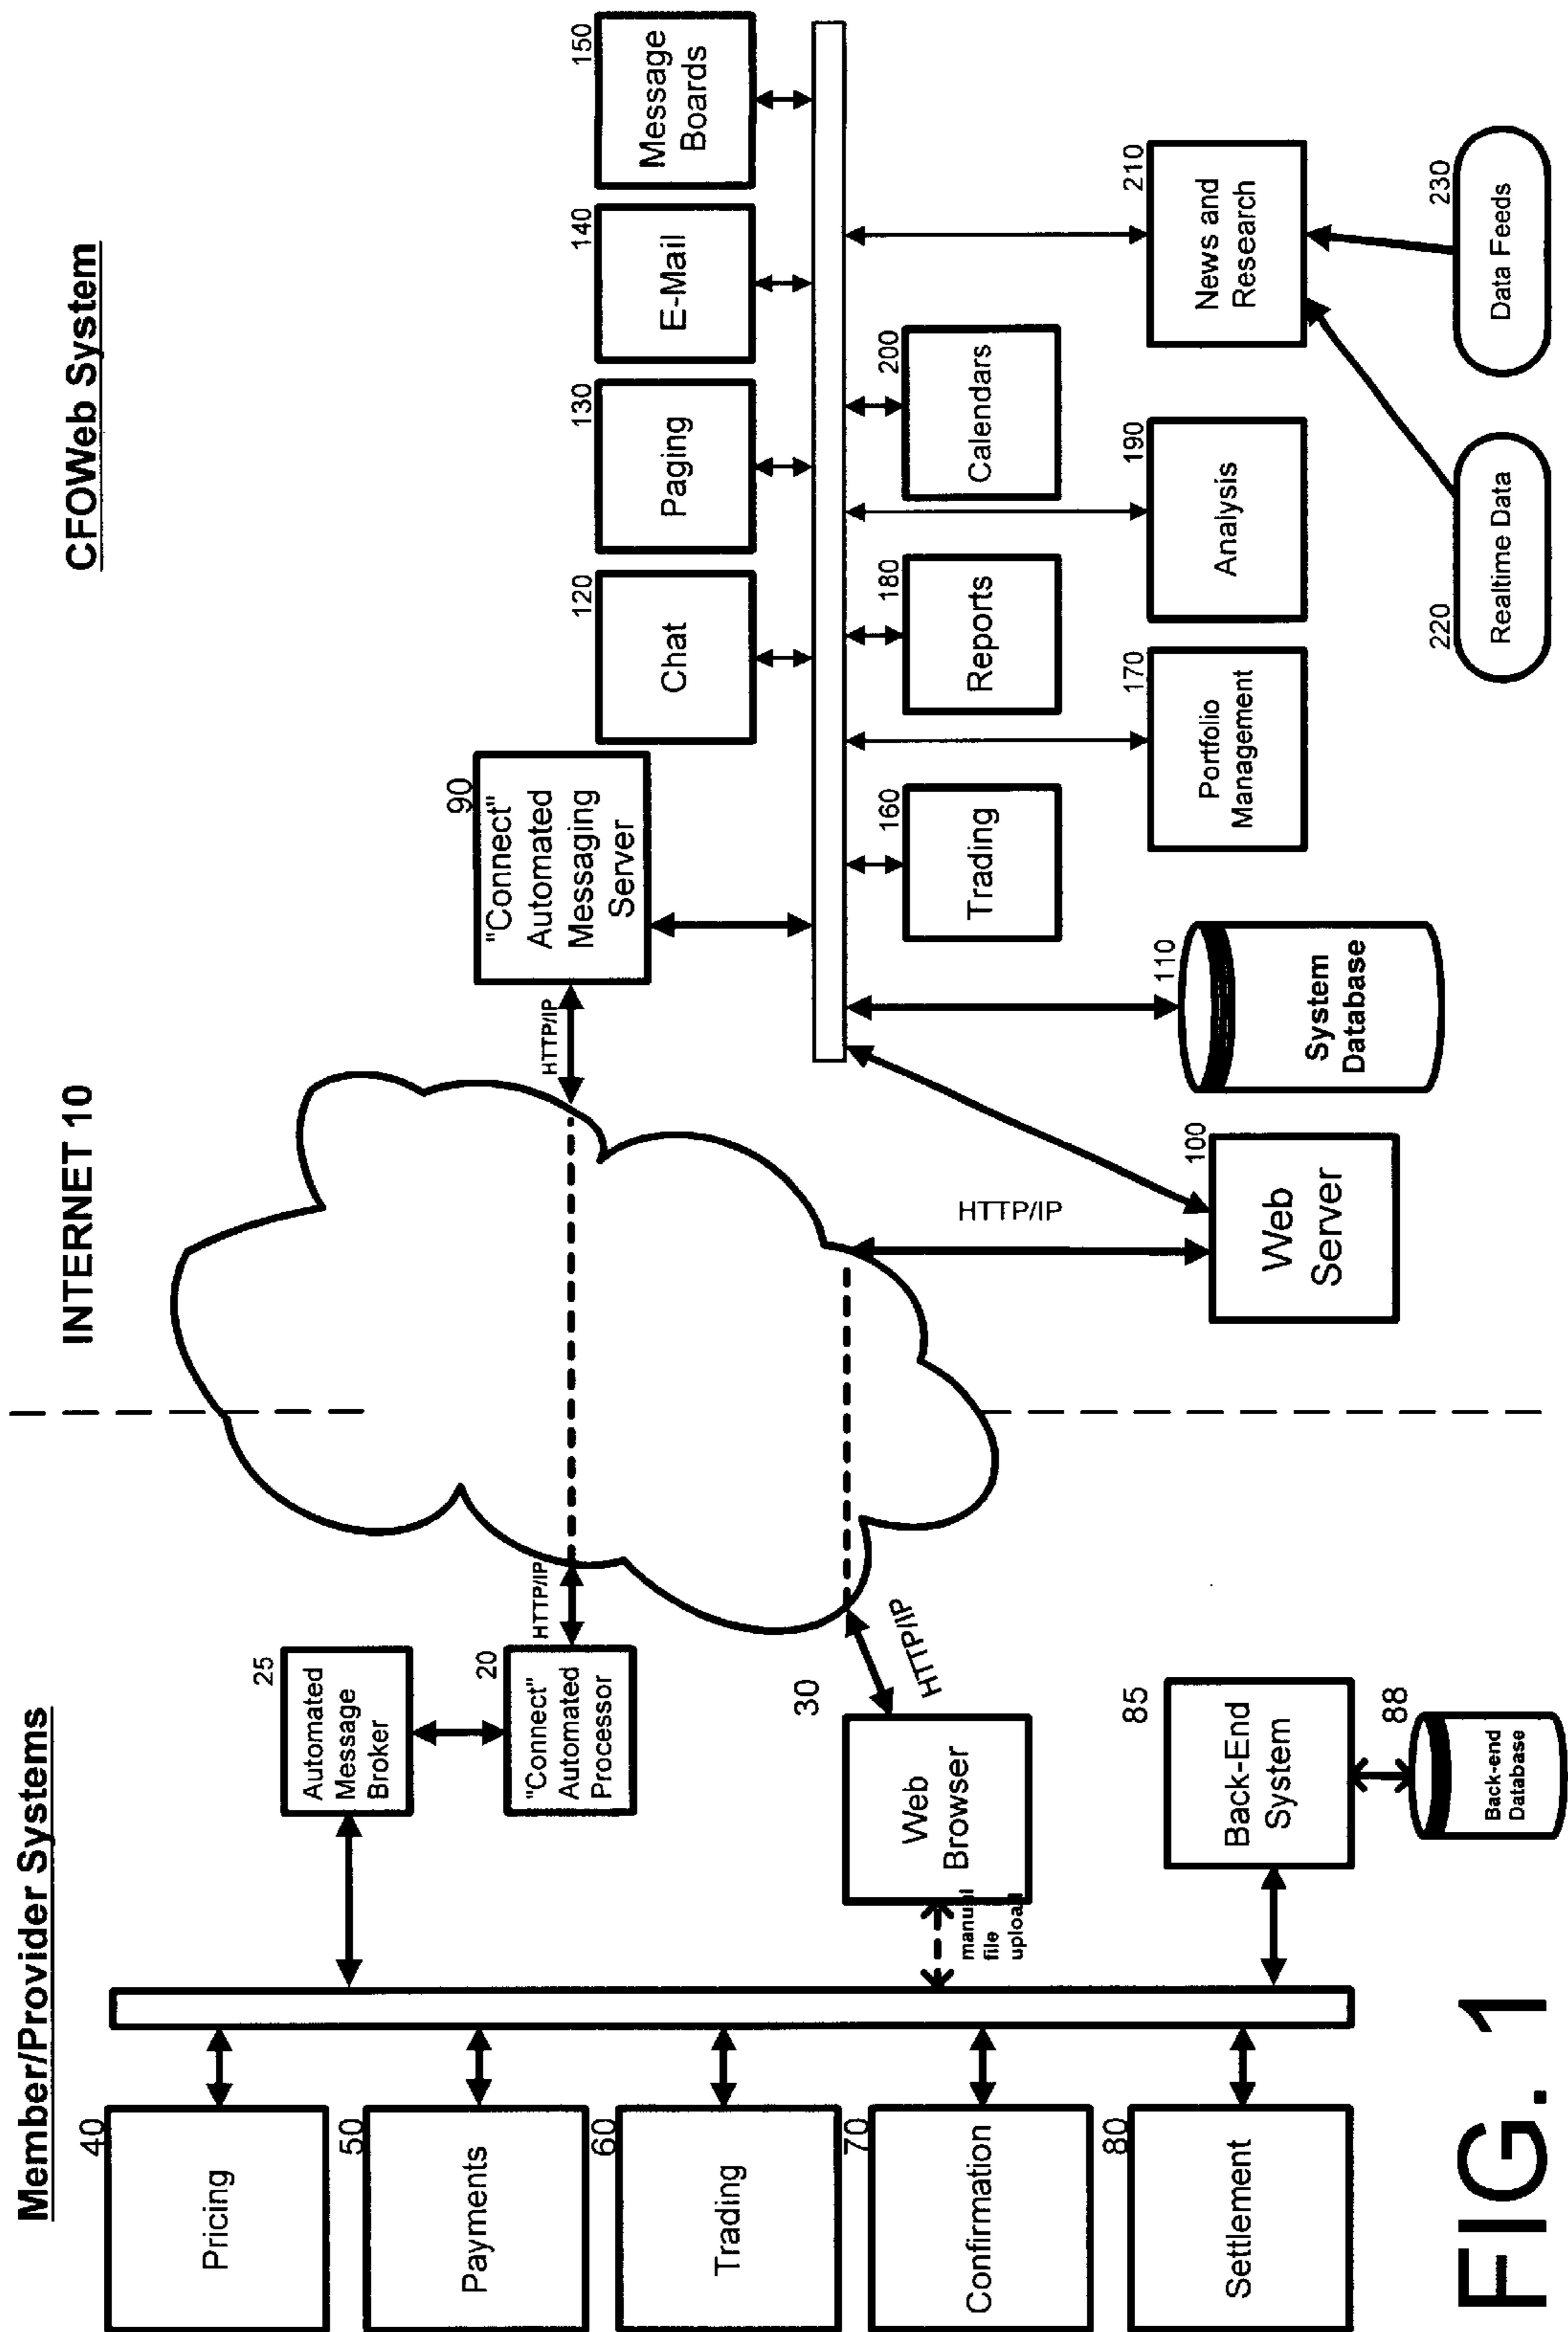 Member/Provider Systems
INTERNET 10
CFOWeb System
40
Pricing
50
Payments
60
Trading
70
Confirmation
80
Settlement
25
Automated
Message
Broker
20
"Connect"
Automated
Processor
HTTP/IP
30
Web
Browser
HTTP/IP
manual
file
upload
85
Back-End
System
88
Back-end
Database
HTTP/IP
90
"Connect"
Automated
Messaging
Server
HTTP/IP
100
Web
Server
110
System
Database
120
Chat
130
Paging
140
E-Mail
150
Message
Boards
160
Trading
170
Portfolio
Management
180
Reports
190
Analysis
200
Calendars
210
News and
Research
220
Realtime Data
230
Data Feeds
FIG. 1